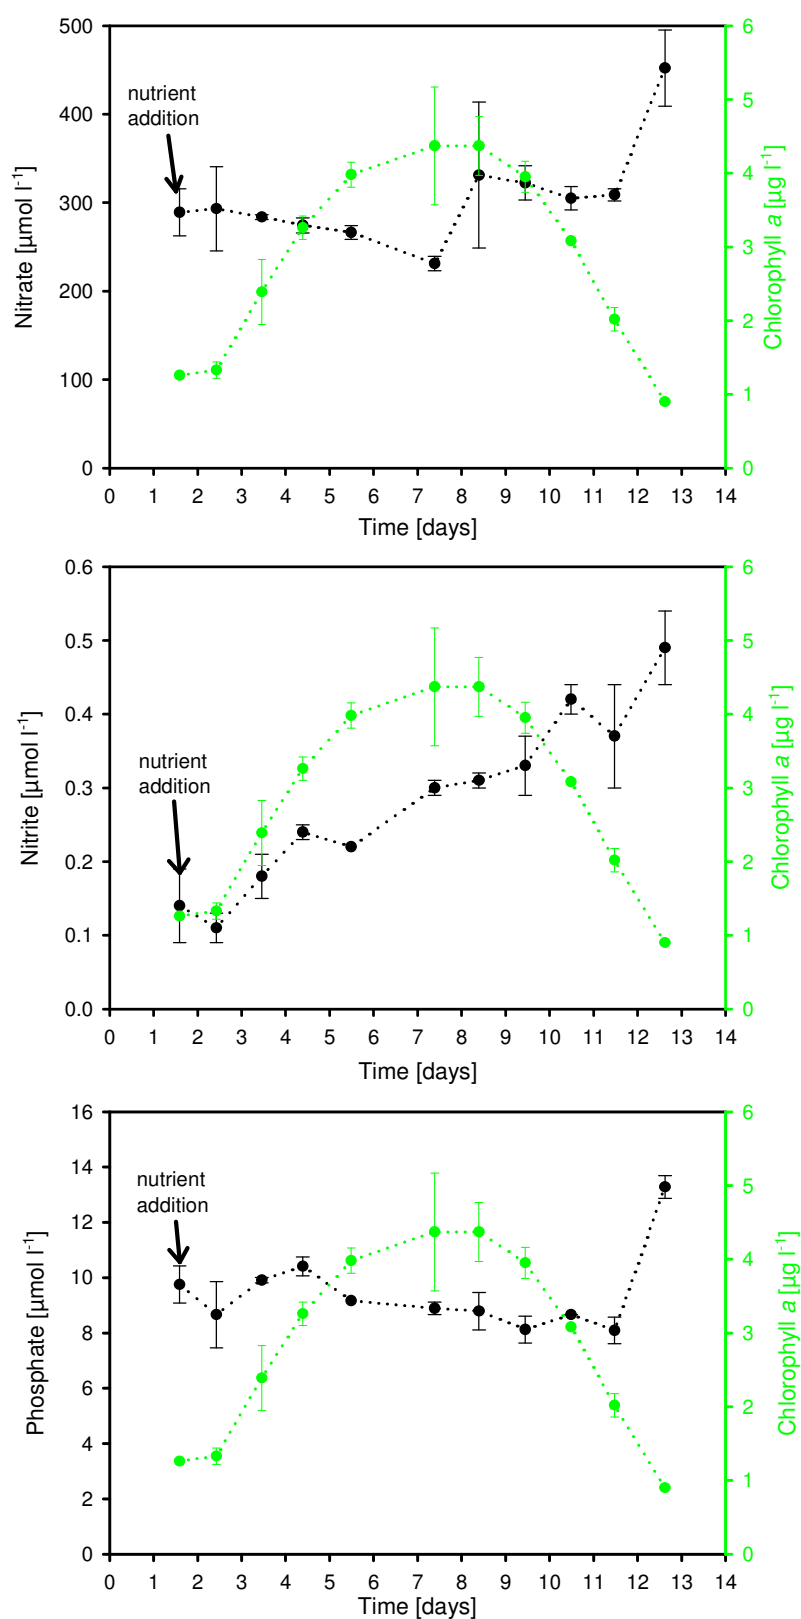 500
400
300
200
100
0
Nitrate [µmol l⁻¹]
nutrient
addition
6
5
4
3
2
1
0
Chlorophyll a [µg l⁻¹]
0 1 2 3 4 5 6 7 8 9 10 11 12 13 14
Time [days]
0.6
0.5
0.4
0.3
0.2
0.1
0.0
Nitrite [µmol l⁻¹]
nutrient
addition
6
5
4
3
2
1
0
Chlorophyll a [µg l⁻¹]
0 1 2 3 4 5 6 7 8 9 10 11 12 13 14
Time [days]
16
14
12
10
8
6
4
2
0
Phosphate [µmol l⁻¹]
nutrient
addition
6
5
4
3
2
1
0
Chlorophyll a [µg l⁻¹]
0 1 2 3 4 5 6 7 8 9 10 11 12 13 14
Time [days]